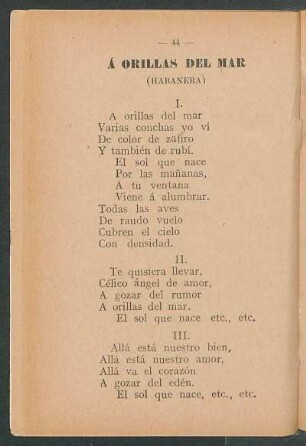 — 44 —
Á ORILLAS DEL MAR
(HABANERA)
I.
A orillas del mar
Varias conchas yo ví
De color de záfiro
Y también de rubí.
El sol que nace
Por las mañanas,
A tu ventana
Viene á alumbrar.
Todas las aves
De raudo vuelo
Cubren el cielo
Con densidad.
II.
Te quisiera llevar,
Célico ángel de amor,
A gozar del rumor
A orillas del mar.
El sol que nace etc., etc.
III.
Allá está nuestro bien,
Allá está nuestro amor,
Allá va el corazón
A gozar del edén.
El sol que nace, etc., etc.